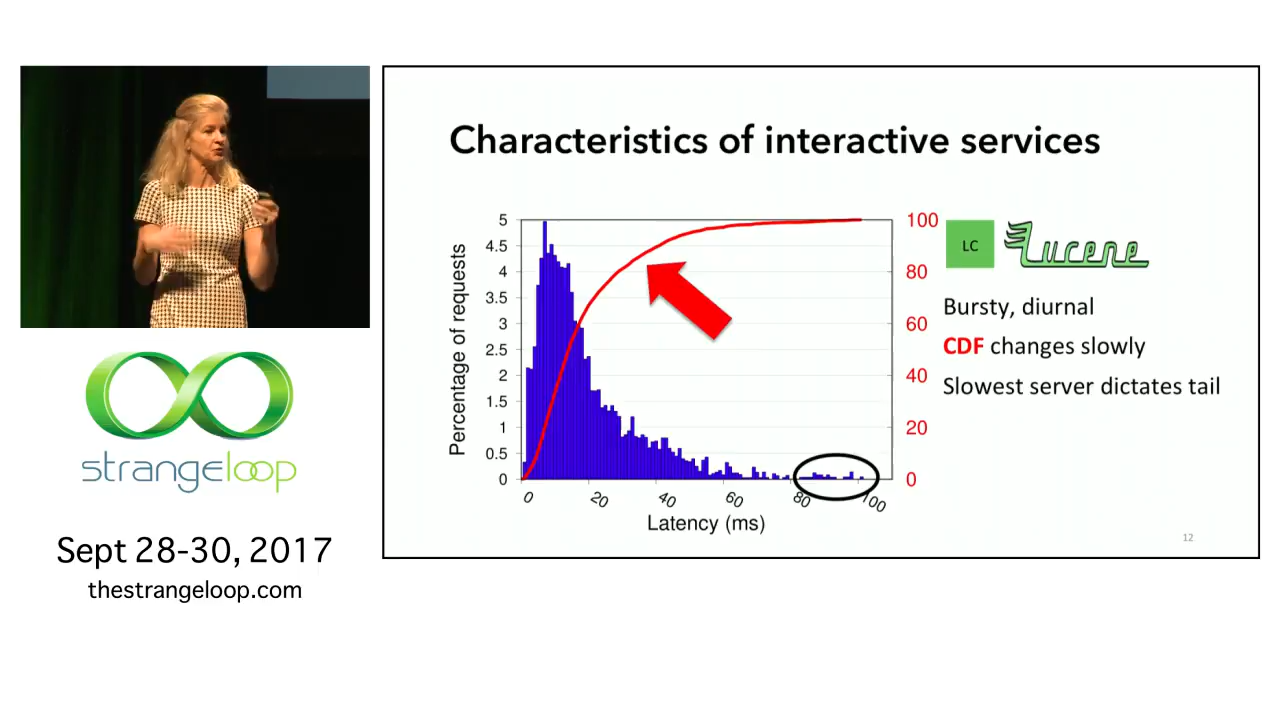 Characteristics of interactive services
Percentage of requests
5
4.5
4
3.5
3
2.5
2
1.5
1
0.5
0
0
20
40
60
80
100
Latency (ms)
100
80
60
40
20
0
LC
Lucene
Bursty, diurnal
CDF changes slowly
Slowest server dictates tail
12
strangeloop
Sept 28-30, 2017
thestrangeloop.com